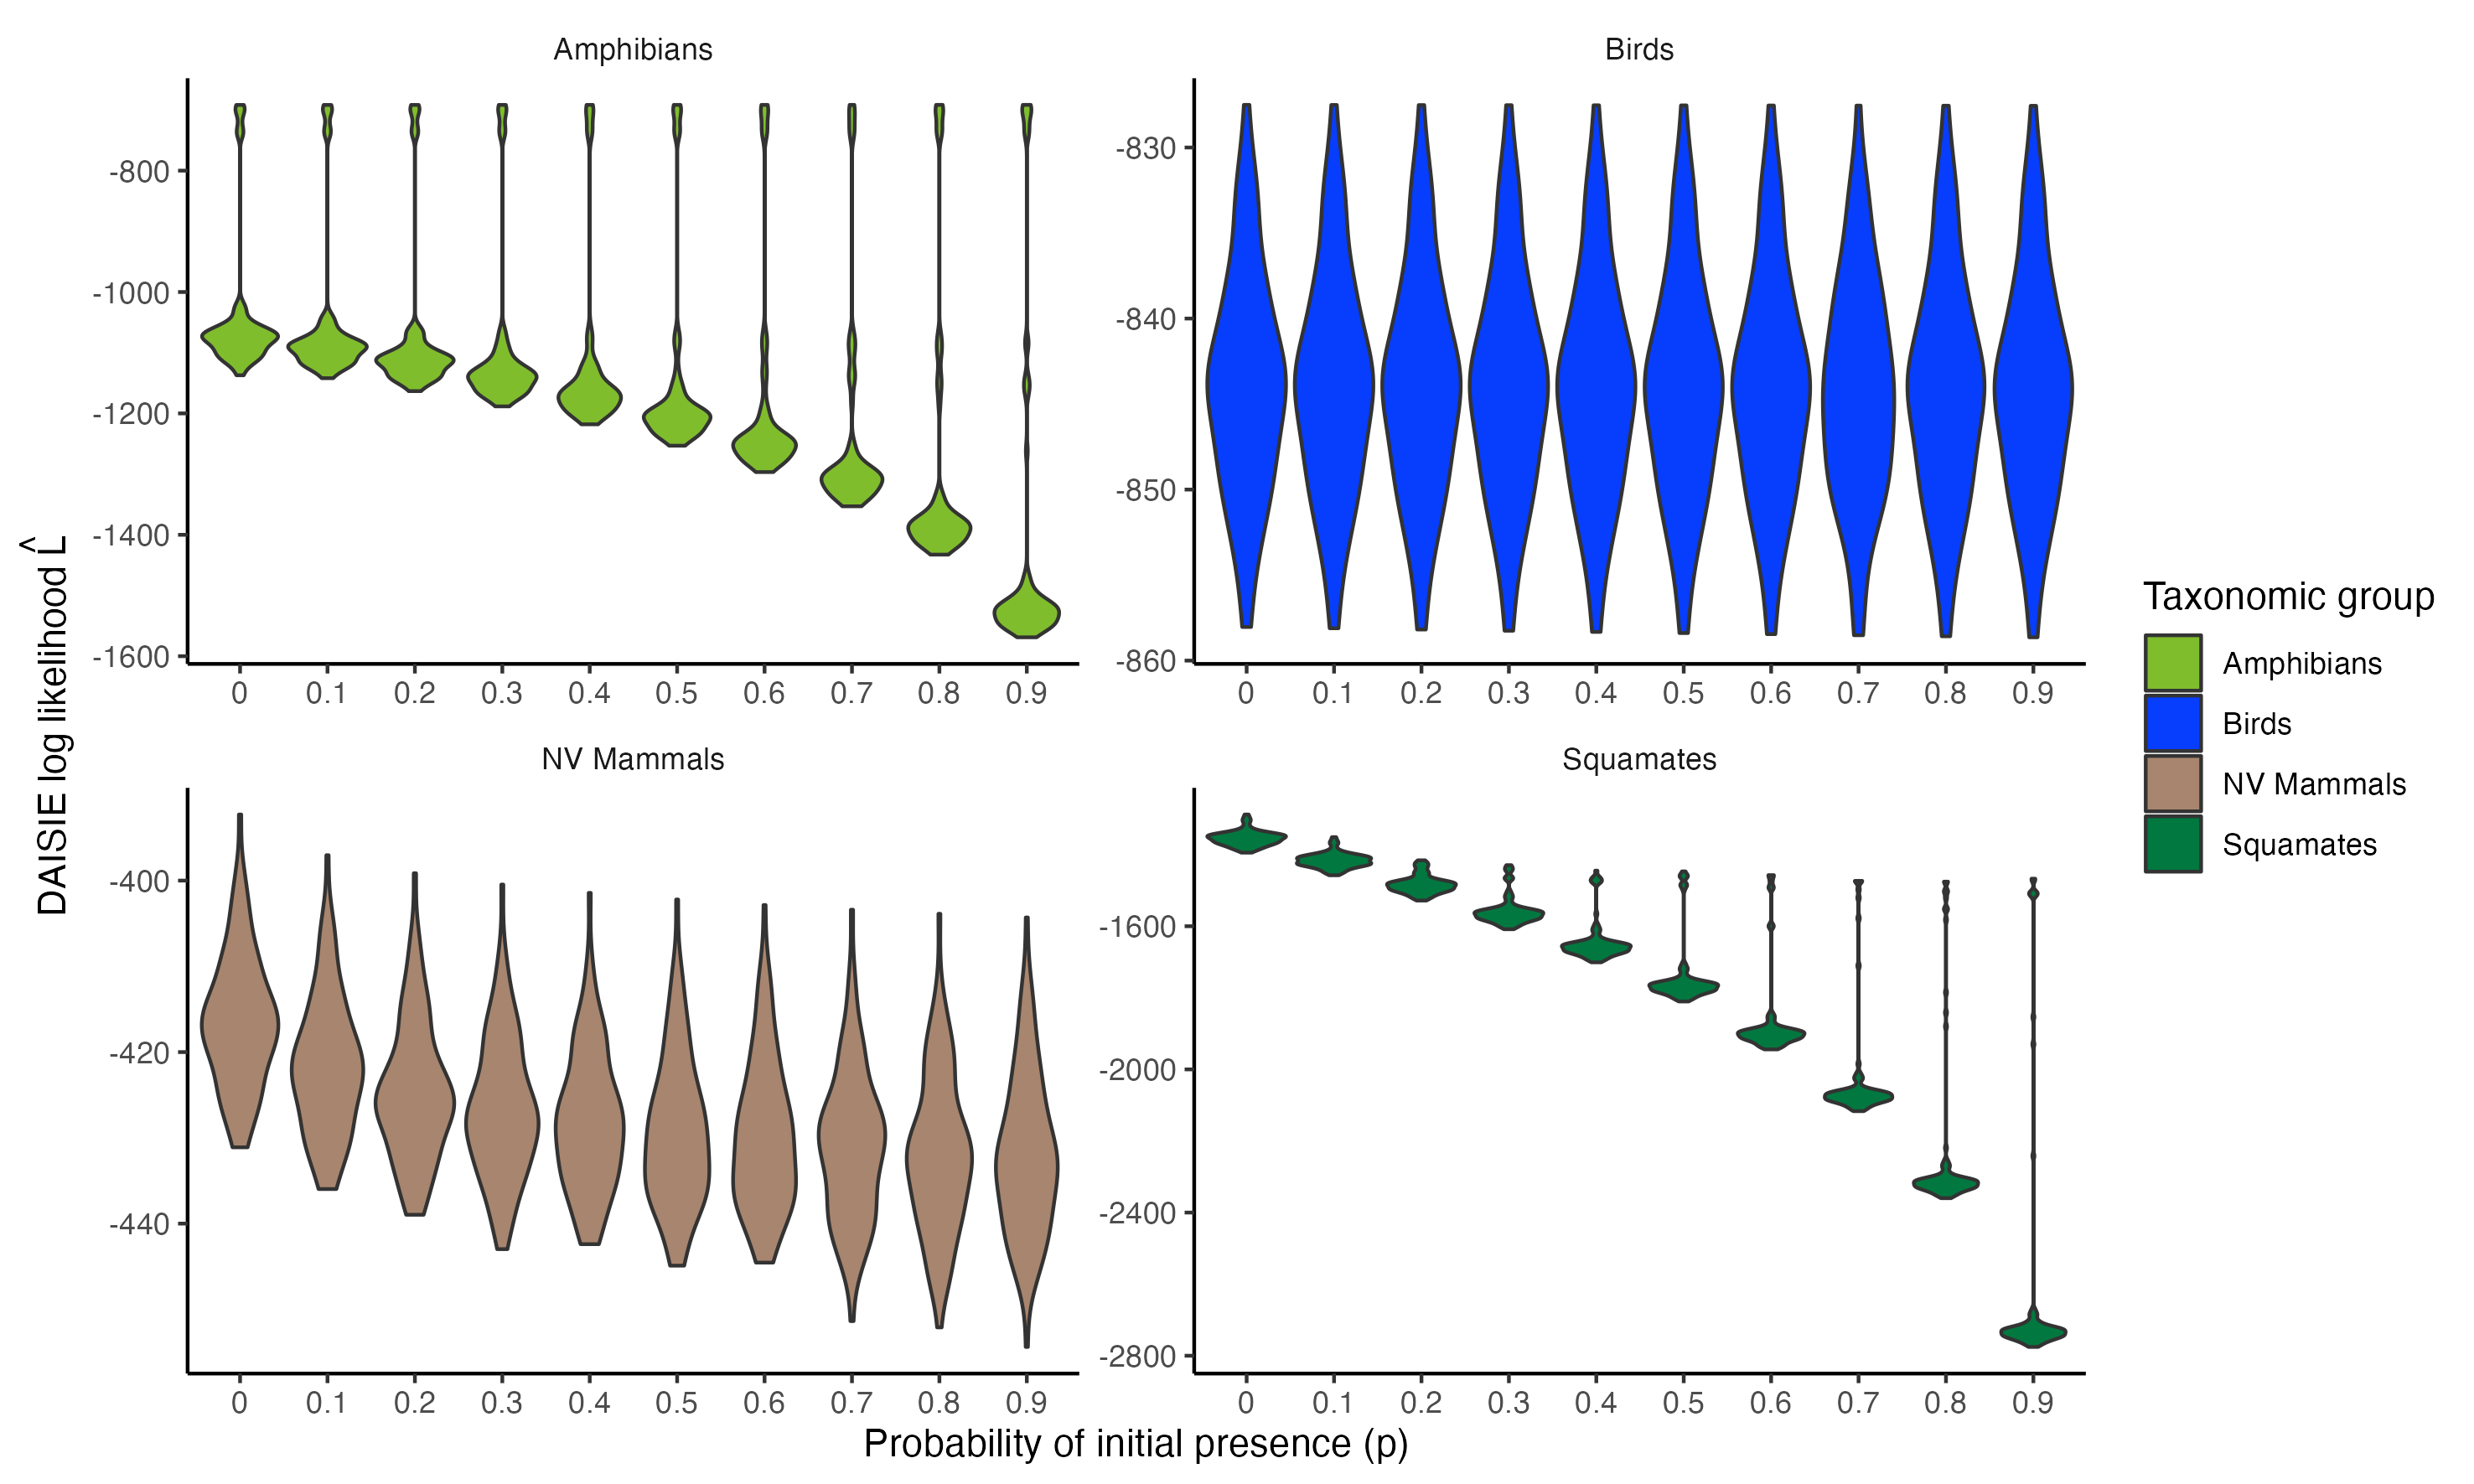 Amphibians
Birds
-800
-1000
-1200
-1400
-1600
0 0.1 0.2 0.3 0.4 0.5 0.6 0.7 0.8 0.9
-830
-840
-850
-860
0 0.1 0.2 0.3 0.4 0.5 0.6 0.7 0.8 0.9
NV Mammals
Squamates
-400
-420
-440
0 0.1 0.2 0.3 0.4 0.5 0.6 0.7 0.8 0.9
-1600
-2000
-2400
-2800
0 0.1 0.2 0.3 0.4 0.5 0.6 0.7 0.8 0.9
DAISIE log likelihood L̂
Probability of initial presence (p)
Taxonomic group
Amphibians
Birds
NV Mammals
Squamates